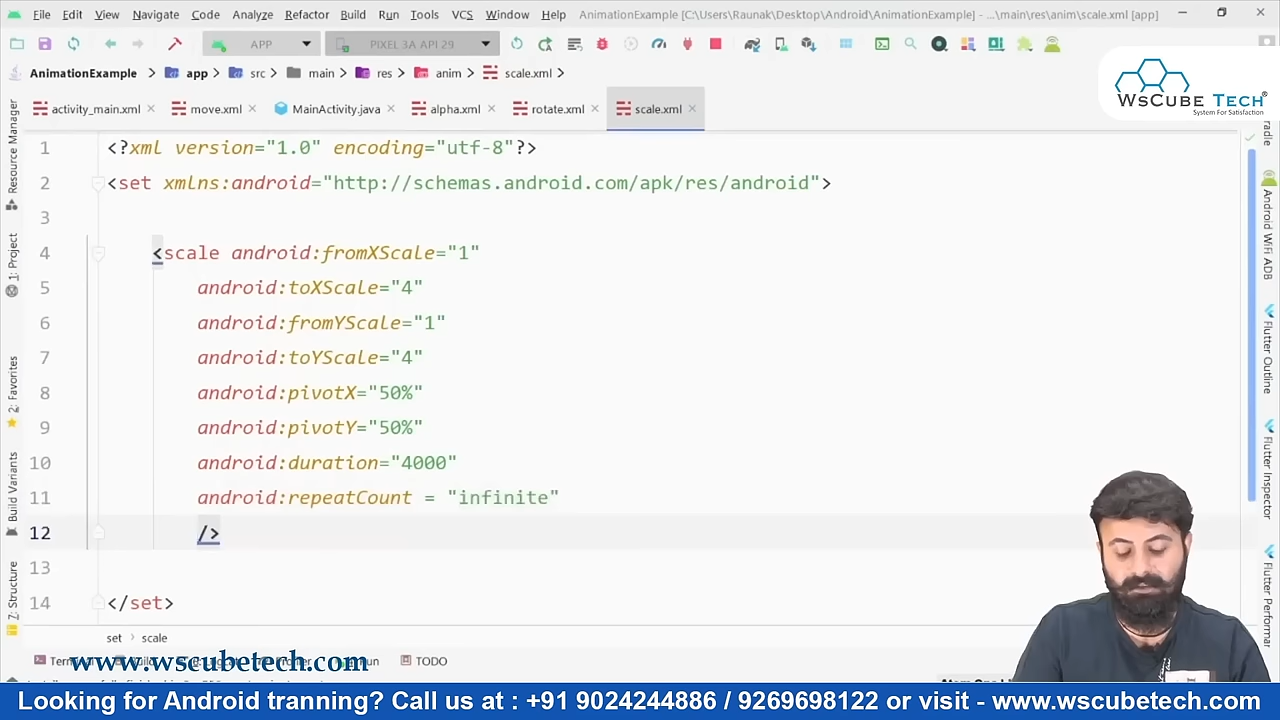 File Edit View Navigate Code Analyze Refactor Build Run Tools VCS Window Help AnimationExample [C:\Users\Raunak\Desktop\Android\AnimationExample] - ...\main\res\anim\scale.xml [app]
APP PIXEL 3A API 29
AnimationExample app src main res anim scale.xml
WsCube Tech®
System For Satisfaction
activity_main.xml move.xml MainActivity.java alpha.xml rotate.xml scale.xml
1 <?xml version="1.0" encoding="utf-8"?>
2 <set xmlns:android="http://schemas.android.com/apk/res/android">
3
4 <scale android:fromXScale="1"
5 android:toXScale="4"
6 android:fromYScale="1"
7 android:toYScale="4"
8 android:pivotX="50%"
9 android:pivotY="50%"
10 android:duration="4000"
11 android:repeatCount = "infinite"
12 />
13
14 </set>
set scale
Resource Manager
1: Project
2: Favorites
Build Variants
7: Structure
Android WiFi ADB
Flutter Outline
Flutter Inspector
Flutter Performar
TODO
www.wscubetech.com
Looking for Android tranning? Call us at : +91 9024244886 / 9269698122 or visit - www.wscubetech.com